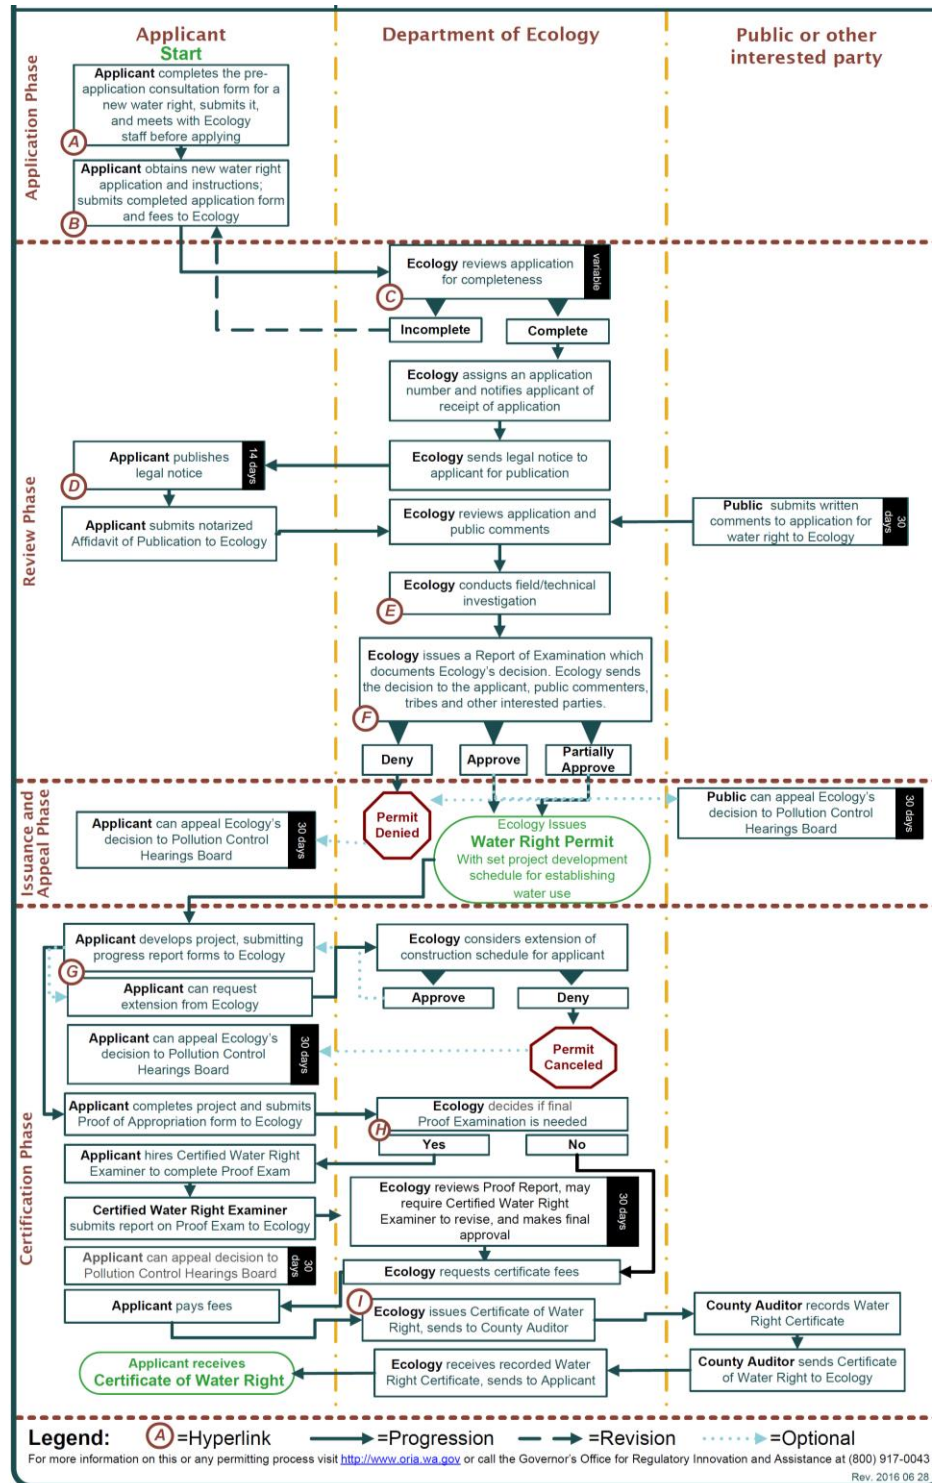 Applicant
Department of Ecology
Public or other
interested party
Application Phase
Start
Applicant completes the pre-
application consultation form for a
new water right, submits it,
and meets with Ecology
staff before applying
A
Applicant obtains new water right
application and instructions;
submits completed application form
and fees to Ecology
B
Review Phase
Ecology reviews application
for completeness
variable
C
Incomplete
Complete
Ecology assigns an application
number and notifies applicant of
receipt of application
Ecology sends legal notice to
applicant for publication
Applicant publishes
legal notice
14 days
D
Applicant submits notarized
Affidavit of Publication to Ecology
Ecology reviews application and
public comments
Public submits written
comments to application for
water right to Ecology
30
days
Ecology conducts field/technical
investigation
E
Ecology issues a Report of Examination which
documents Ecology's decision. Ecology sends
the decision to the applicant, public commenters,
tribes and other interested parties.
F
Deny
Approve
Partially
Approve
Issuance and
Appeal Phase
Applicant can appeal Ecology's
decision to Pollution Control
Hearings Board
30 days
Permit
Denied
Ecology Issues
Water Right Permit
With set project development
schedule for establishing
water use
Public can appeal Ecology's
decision to Pollution Control
Hearings Board
30 days
Certification Phase
Applicant develops project, submitting
progress report forms to Ecology
G
Applicant can request
extension from Ecology
Ecology considers extension of
construction schedule for applicant
Approve
Deny
Applicant can appeal Ecology's
decision to Pollution Control
Hearings Board
30 days
Permit
Canceled
Applicant completes project and submits
Proof of Appropriation form to Ecology
Ecology decides if final
Proof Examination is needed
H
Yes
No
Applicant hires Certified Water Right
Examiner to complete Proof Exam
Certified Water Right Examiner
submits report on Proof Exam to Ecology
Ecology reviews Proof Report, may
require Certified Water Right
Examiner to revise, and makes final
approval
30 days
Applicant can appeal decision to
Pollution Control Hearings Board
30
days
Ecology requests certificate fees
Applicant pays fees
I
Ecology issues Certificate of Water
Right, sends to County Auditor
County Auditor records Water
Right Certificate
County Auditor sends Certificate
of Water Right to Ecology
Ecology receives recorded Water
Right Certificate, sends to Applicant
Applicant receives
Certificate of Water Right
Legend: A =Hyperlink =Progression =Revision =Optional
For more information on this or any permitting process visit http://www.oria.wa.gov or call the Governor's Office for Regulatory Innovation and Assistance at (800) 917-0043
Rev. 2016 06 28